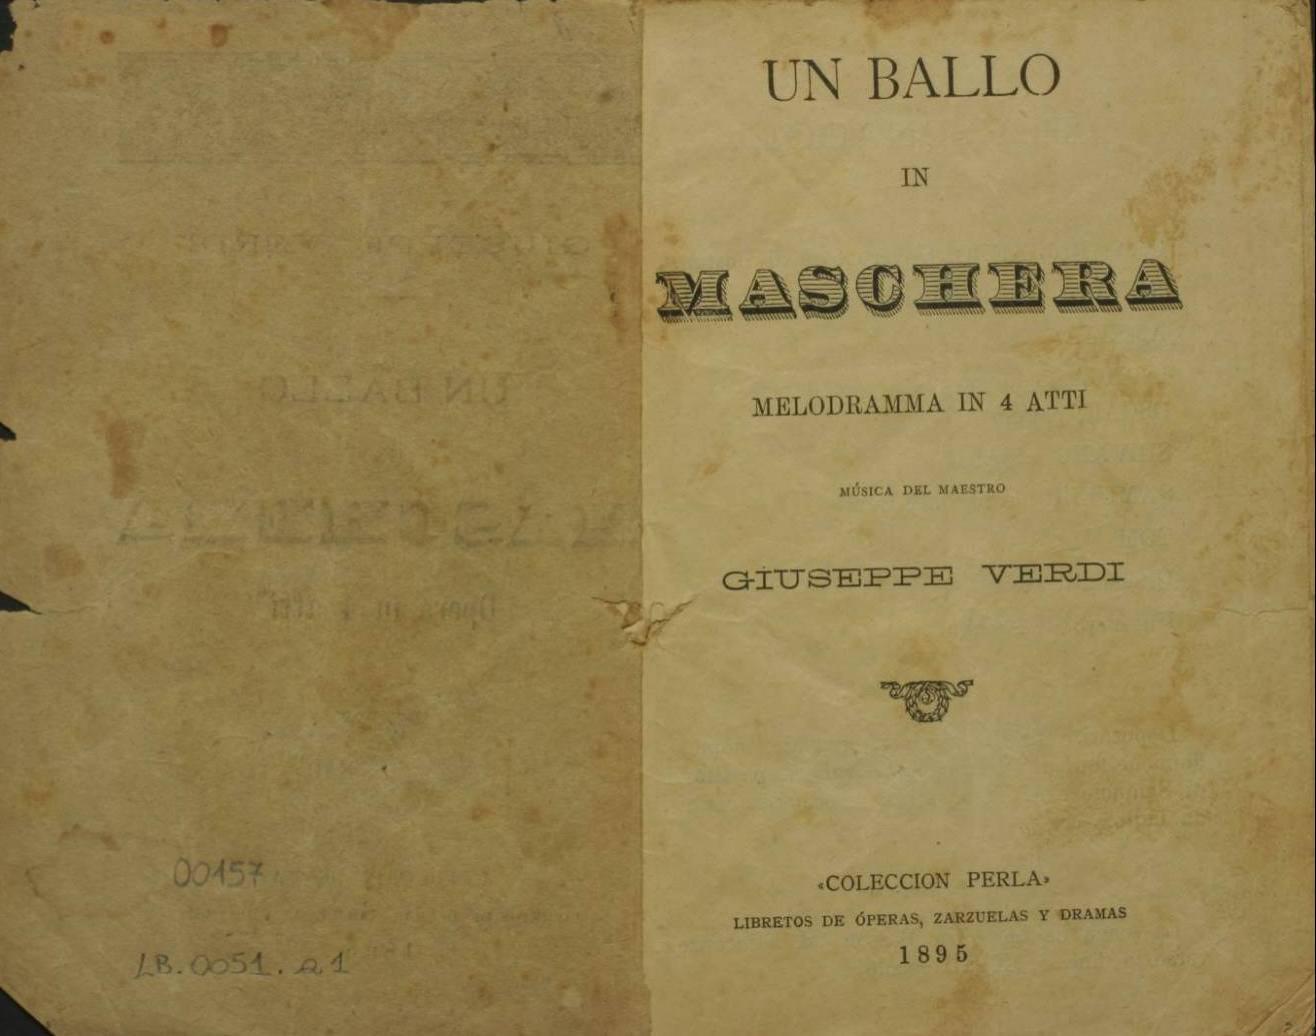 00157
LB.0051.a1
UN BALLO
IN
MASCHERA
MELODRAMMA IN 4 ATTI
MÚSICA DEL MAESTRO
GIUSEPPE VERDI
«COLECCION PERLA»
LIBRETOS DE ÓPERAS, ZARZUELAS Y DRAMAS
1895